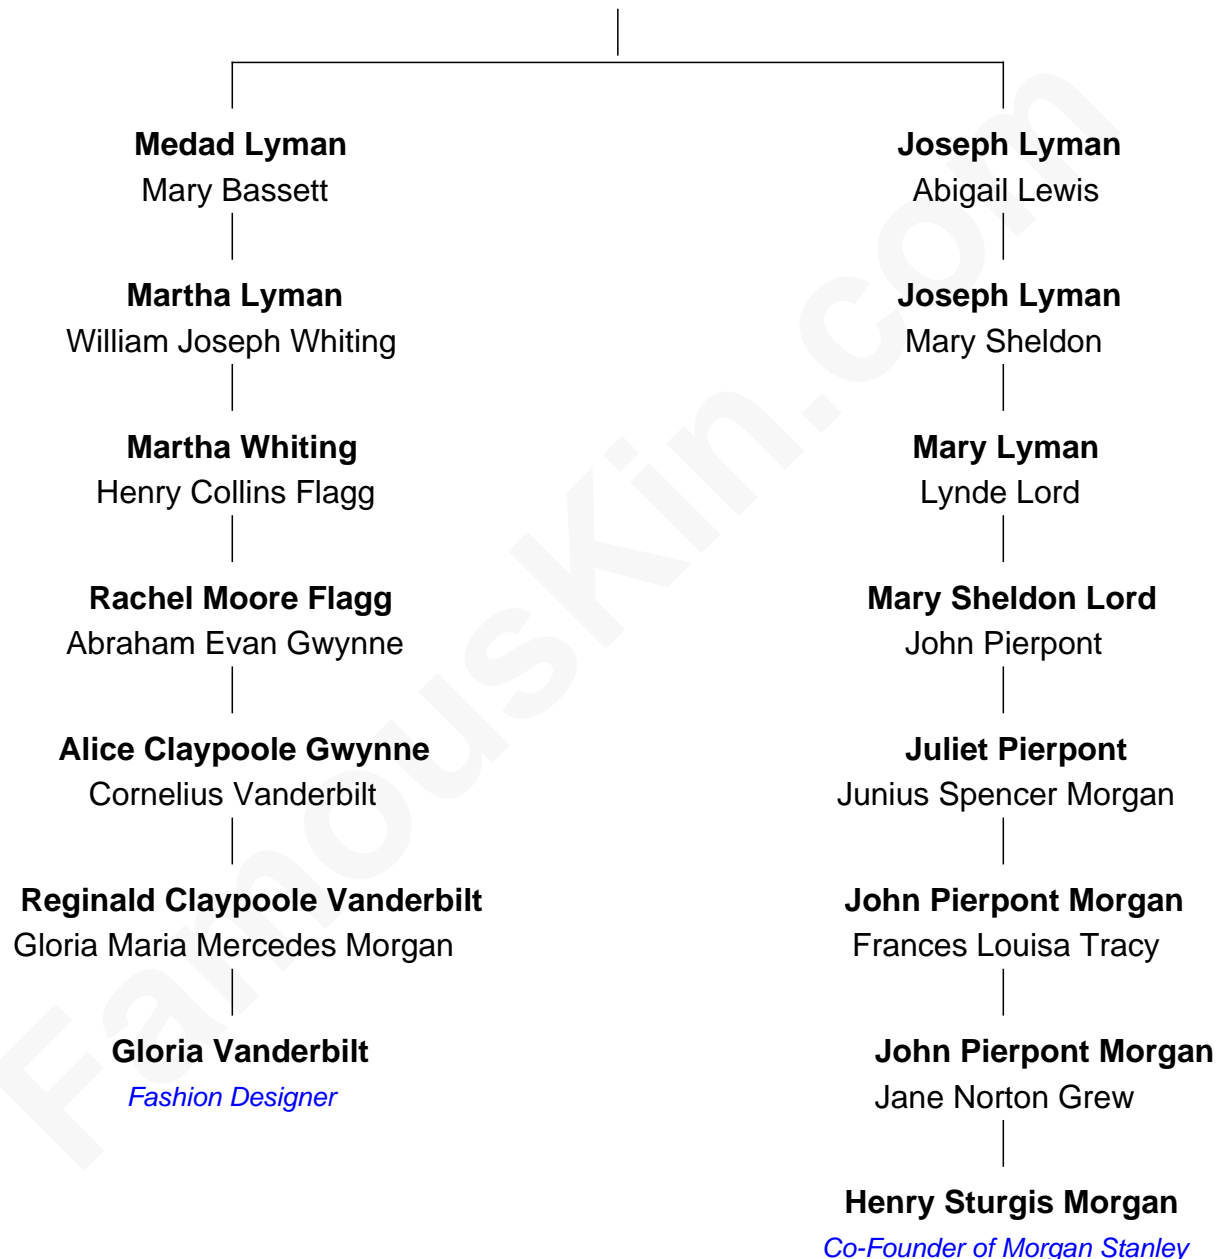 Medad Lyman
Mary Bassett
Martha Lyman
William Joseph Whiting
Martha Whiting
Henry Collins Flagg
Rachel Moore Flagg
Abraham Evan Gwynne
Alice Claypoole Gwynne
Cornelius Vanderbilt
Reginald Claypoole Vanderbilt
Gloria Maria Mercedes Morgan
Gloria Vanderbilt
Fashion Designer
Joseph Lyman
Abigail Lewis
Joseph Lyman
Mary Sheldon
Mary Lyman
Lynde Lord
Mary Sheldon Lord
John Pierpont
Juliet Pierpont
Junius Spencer Morgan
John Pierpont Morgan
Frances Louisa Tracy
John Pierpont Morgan
Jane Norton Grew
Henry Sturgis Morgan
Co-Founder of Morgan Stanley
FamousKin.com